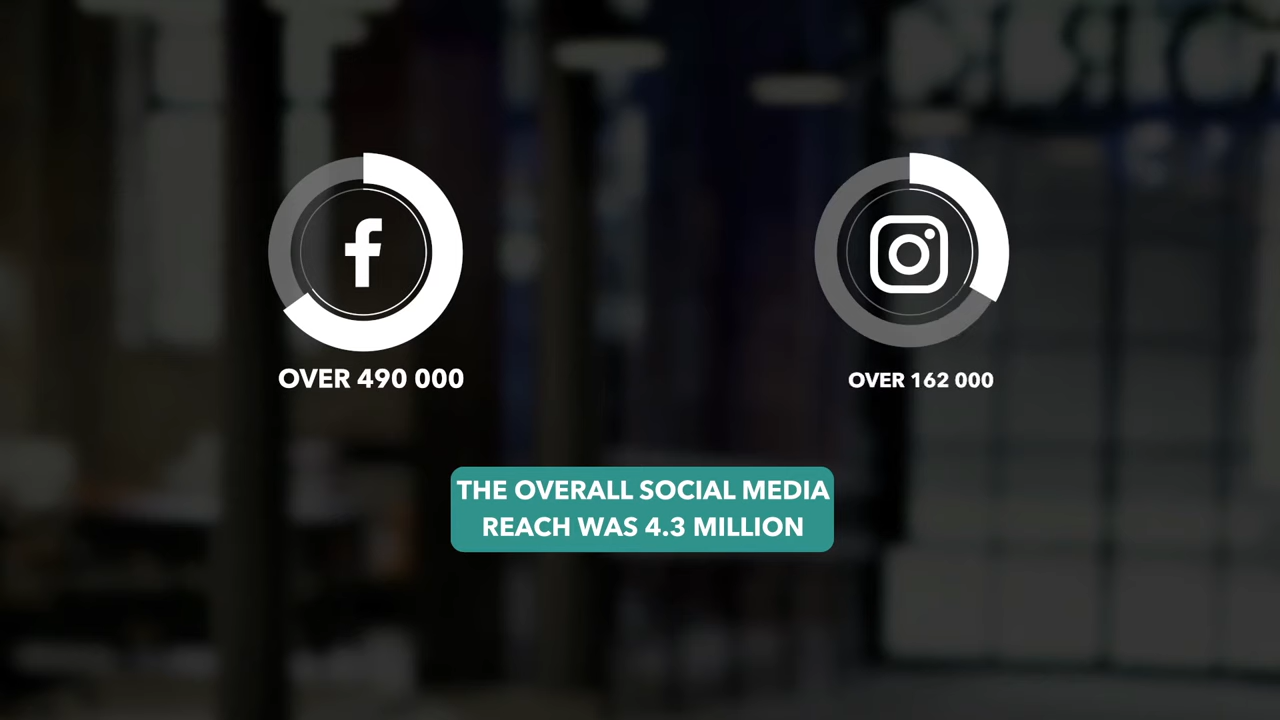 OVER 490 000
OVER 162 000
THE OVERALL SOCIAL MEDIA
REACH WAS 4.3 MILLION